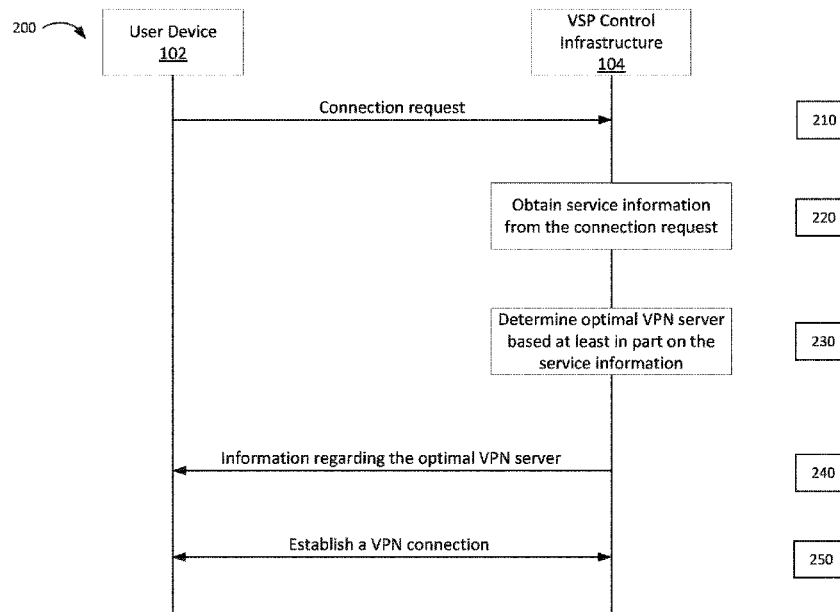 200
User Device
102
VSP Control
Infrastructure
104
Connection request
210
Obtain service information
from the connection request
220
Determine optimal VPN server
based at least in part on the
service information
230
Information regarding the optimal VPN server
240
Establish a VPN connection
250